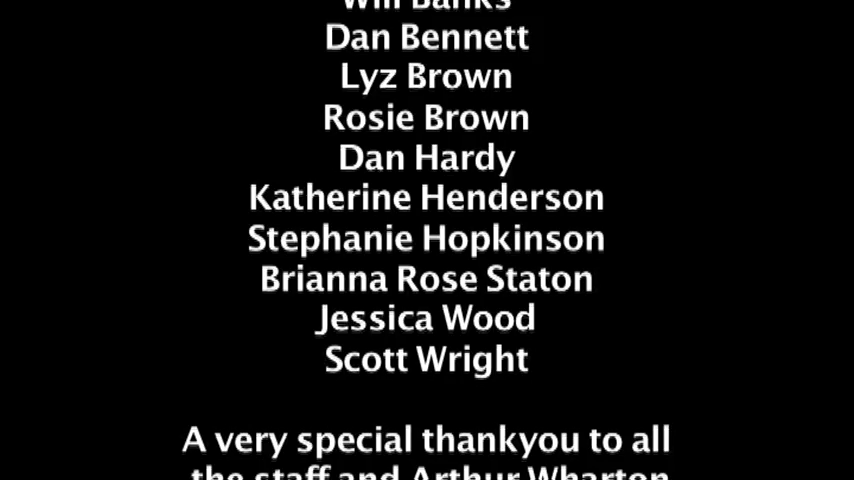 Will Banks
Dan Bennett
Lyz Brown
Rosie Brown
Dan Hardy
Katherine Henderson
Stephanie Hopkinson
Brianna Rose Staton
Jessica Wood
Scott Wright
A very special thankyou to all
the staff and Arthur Wharton